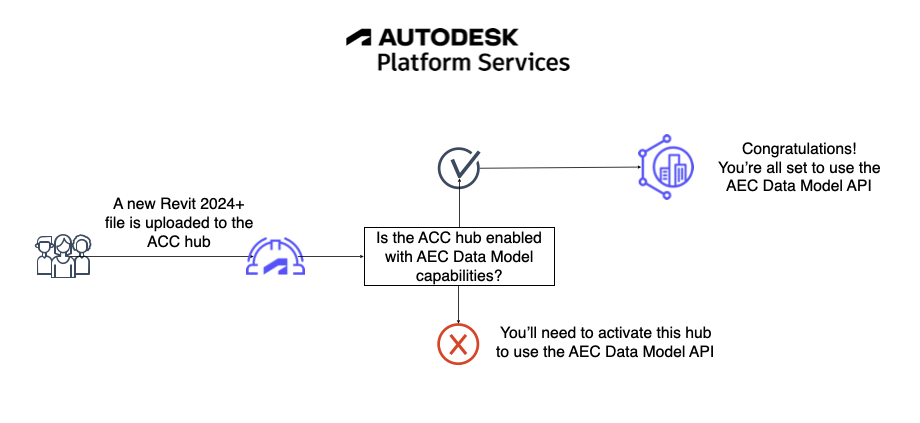 AUTODESK
Platform Services
Congratulations!
You're all set to use the
AEC Data Model API
A new Revit 2024+
file is uploaded to the
ACC hub
Is the ACC hub enabled
with AEC Data Model
capabilities?
You'll need to activate this hub
to use the AEC Data Model API